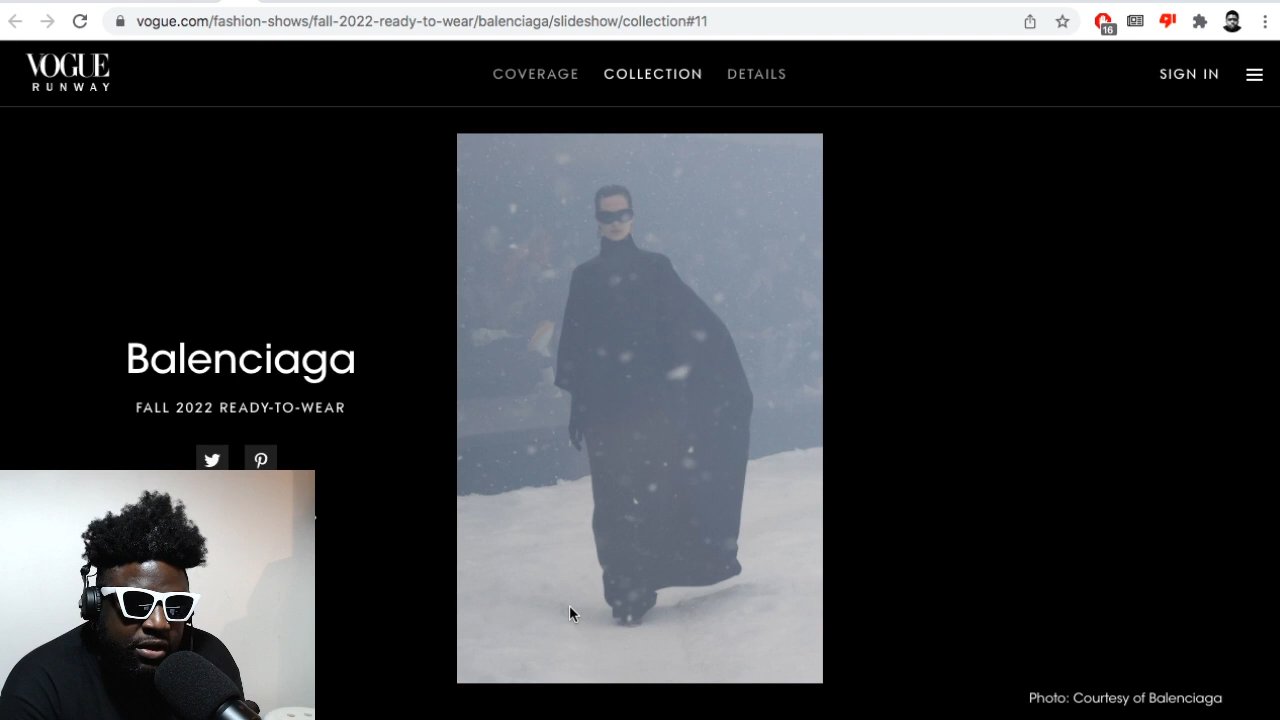 vogue.com/fashion-shows/fall-2022-ready-to-wear/balenciaga/slideshow/collection#11
16
VOGUE
RUNWAY
COVERAGE COLLECTION DETAILS
SIGN IN
Balenciaga
FALL 2022 READY-TO-WEAR
Photo: Courtesy of Balenciaga